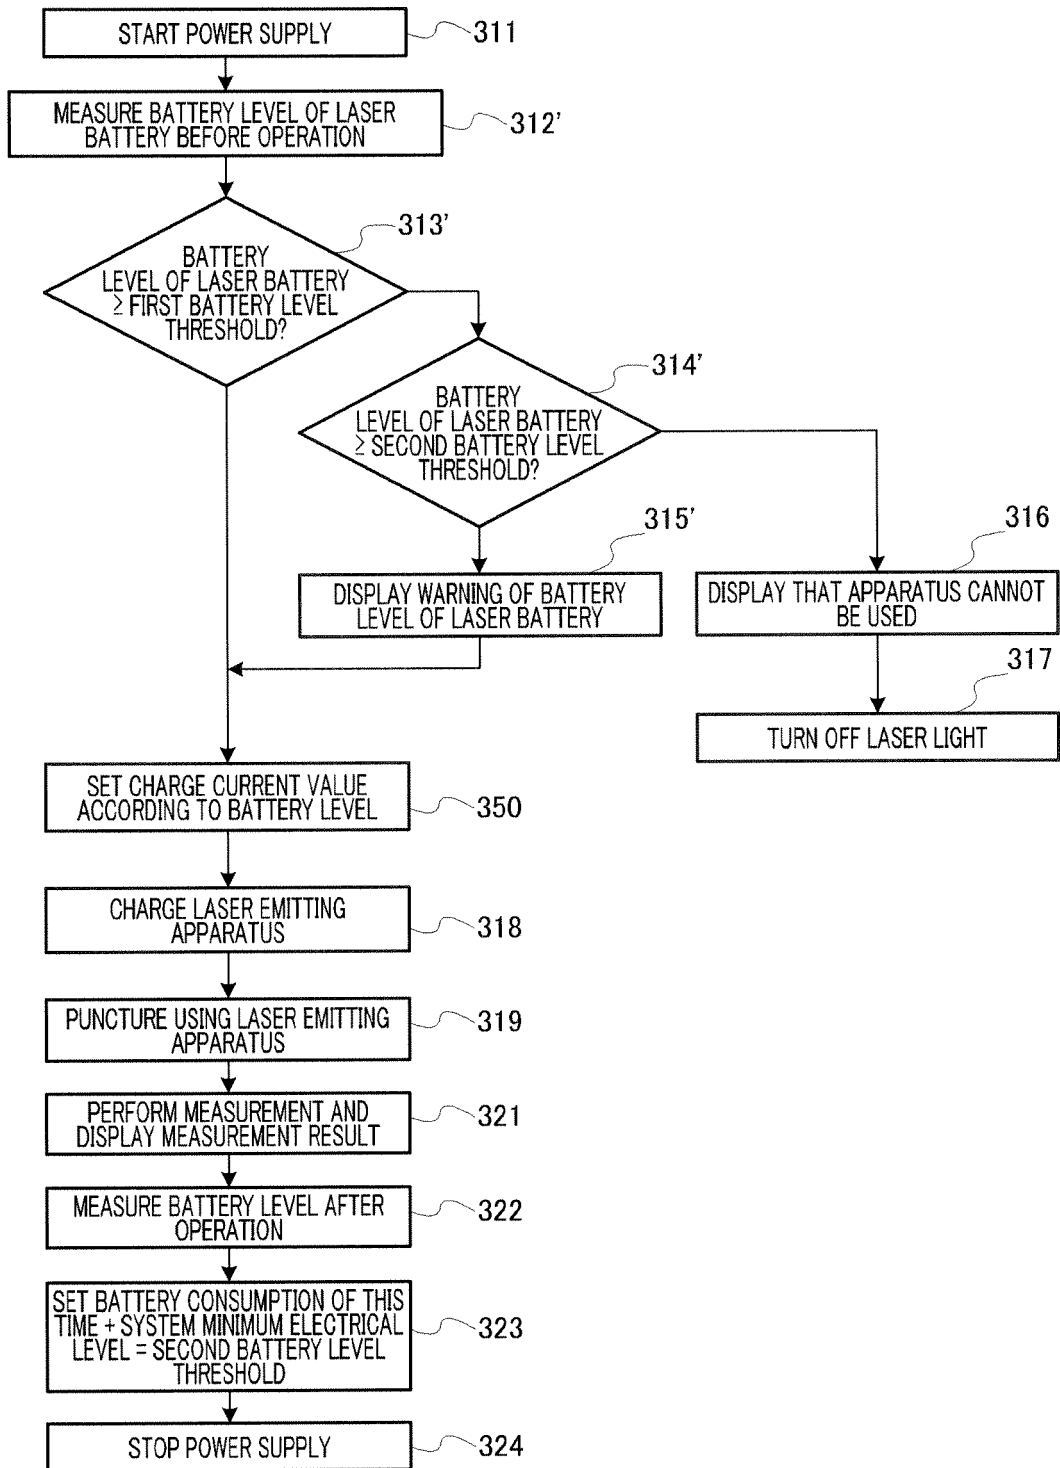 START POWER SUPPLY
311
MEASURE BATTERY LEVEL OF LASER
BATTERY BEFORE OPERATION
312'
313'
BATTERY
LEVEL OF LASER BATTERY
≥ FIRST BATTERY LEVEL
THRESHOLD?
314'
BATTERY
LEVEL OF LASER BATTERY
≥ SECOND BATTERY LEVEL
THRESHOLD?
315'
DISPLAY WARNING OF BATTERY
LEVEL OF LASER BATTERY
316
DISPLAY THAT APPARATUS CANNOT
BE USED
317
TURN OFF LASER LIGHT
SET CHARGE CURRENT VALUE
ACCORDING TO BATTERY LEVEL
350
CHARGE LASER EMITTING
APPARATUS
318
PUNCTURE USING LASER EMITTING
APPARATUS
319
PERFORM MEASUREMENT AND
DISPLAY MEASUREMENT RESULT
321
MEASURE BATTERY LEVEL AFTER
OPERATION
322
SET BATTERY CONSUMPTION OF THIS
TIME + SYSTEM MINIMUM ELECTRICAL
LEVEL = SECOND BATTERY LEVEL
THRESHOLD
323
STOP POWER SUPPLY
324